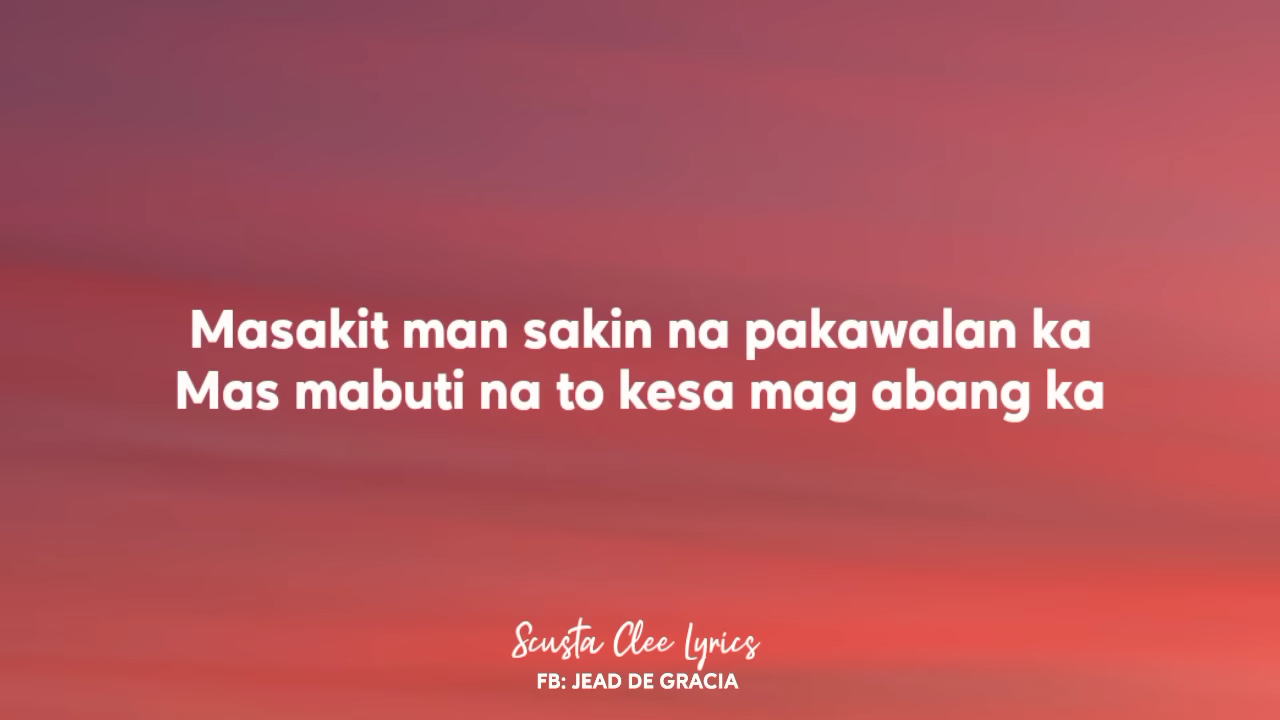 Masakit man sakin na pakawalan ka
Mas mabuti na to kesa mag abang ka
Scusta Clee Lyrics
FB: JEAD DE GRACIA